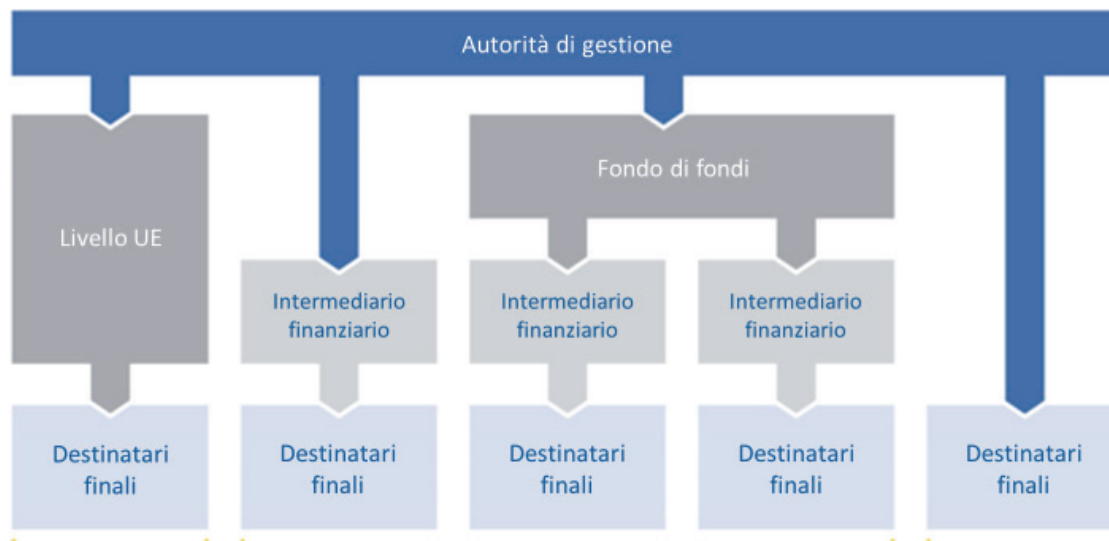 Autorità di gestione
Fondo di fondi
Livello UE
Intermediario
finanziario
Intermediario
finanziario
Intermediario
finanziario
Destinatari
finali
Destinatari
finali
Destinatari
finali
Destinatari
finali
Destinatari
finali